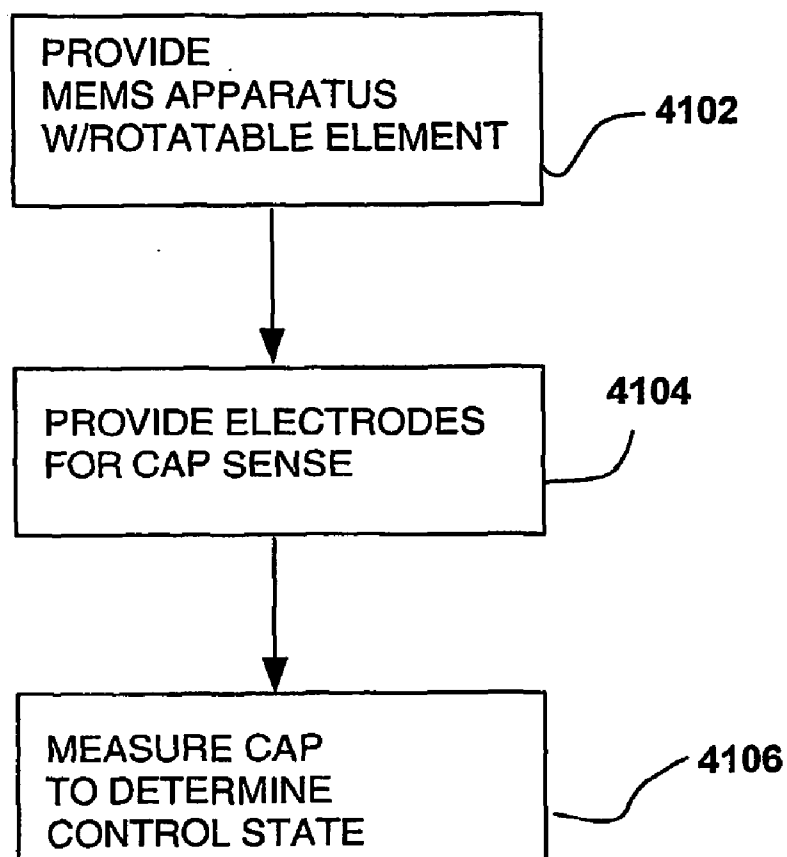 PROVIDE
MEMS APPARATUS
W/ROTATABLE ELEMENT
4102
PROVIDE ELECTRODES
FOR CAP SENSE
4104
MEASURE CAP
TO DETERMINE
CONTROL STATE
4106